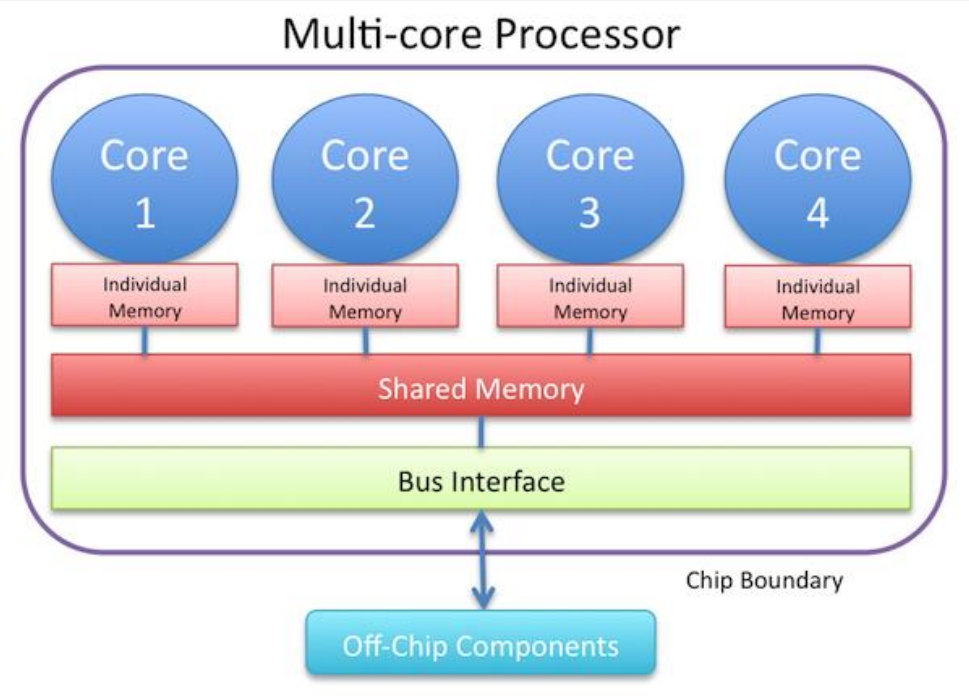 Multi-core Processor
Core
1
Core
2
Core
3
Core
4
Individual
Memory
Individual
Memory
Individual
Memory
Individual
Memory
Shared Memory
Bus Interface
Chip Boundary
Off-Chip Components